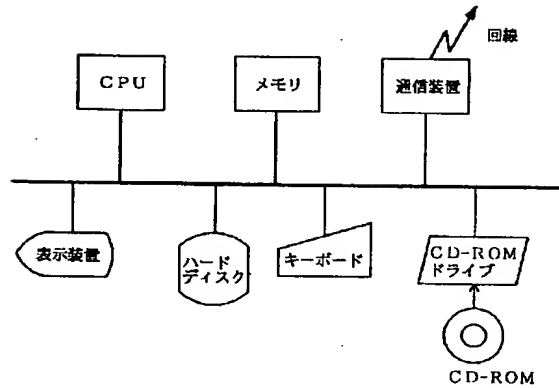 回線
CPU
メモリ
通信装置
表示装置
ハード
ディスク
キーボード
CD-ROM
ドライブ
CD-ROM